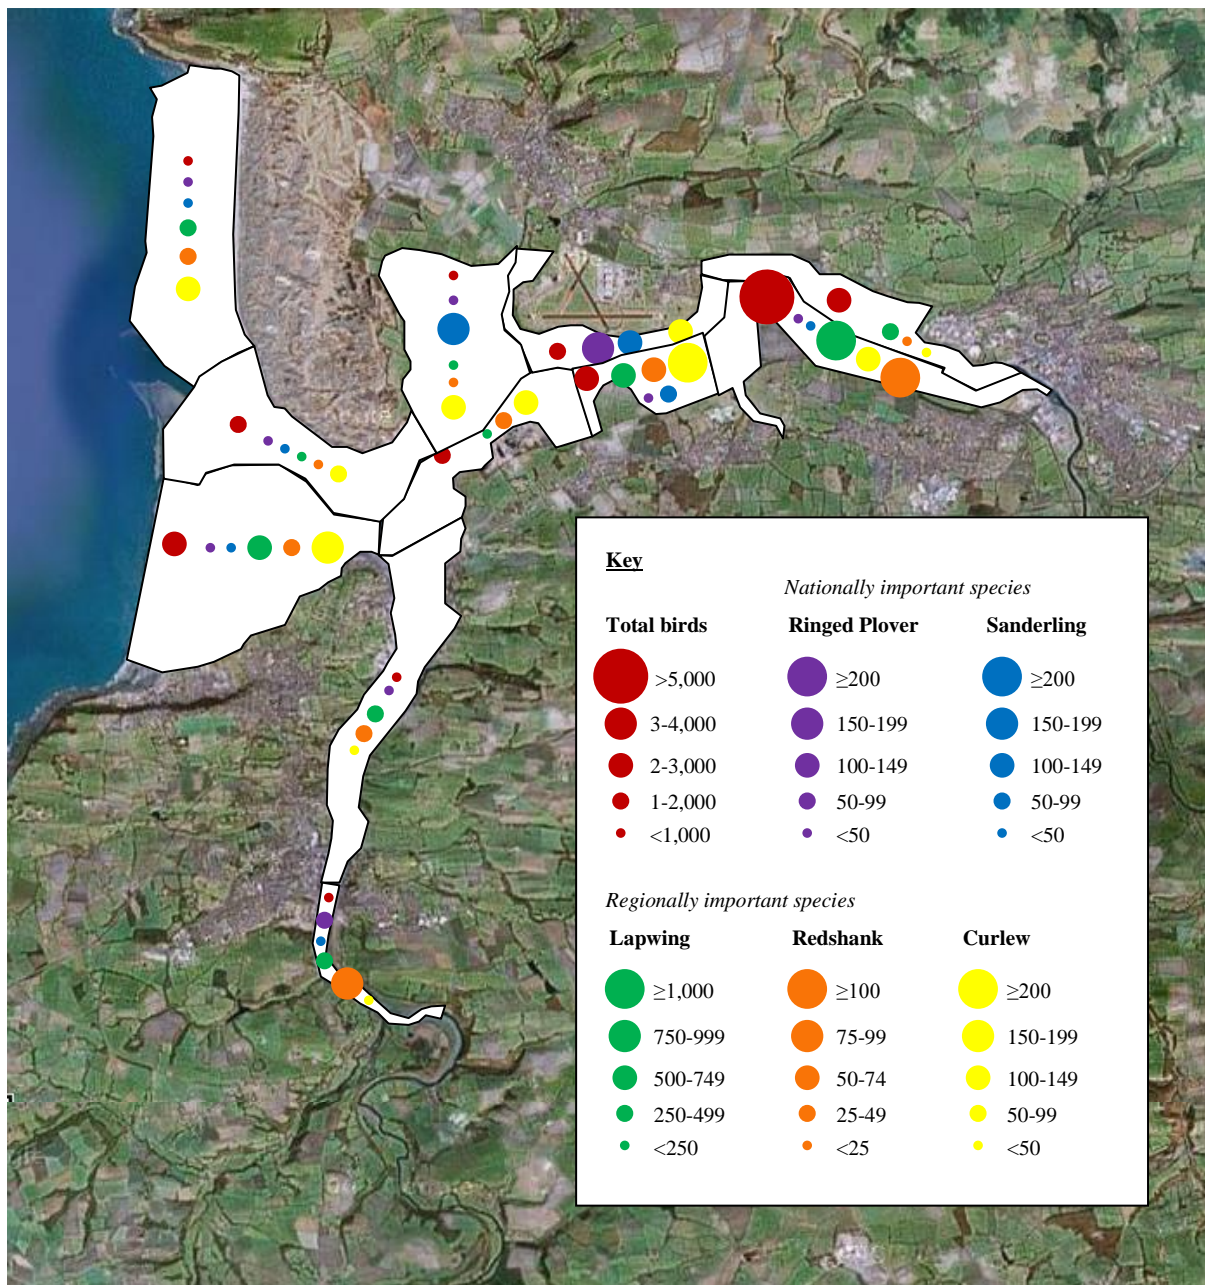 Key
Nationally important species
Total birds Ringed Plover Sanderling
>5,000 ≥200 ≥200
3-4,000 150-199 150-199
2-3,000 100-149 100-149
1-2,000 50-99 50-99
<1,000 <50 <50
Regionally important species
Lapwing Redshank Curlew
≥1,000 ≥100 ≥200
750-999 75-99 150-199
500-749 50-74 100-149
250-499 25-49 50-99
<250 <25 <50